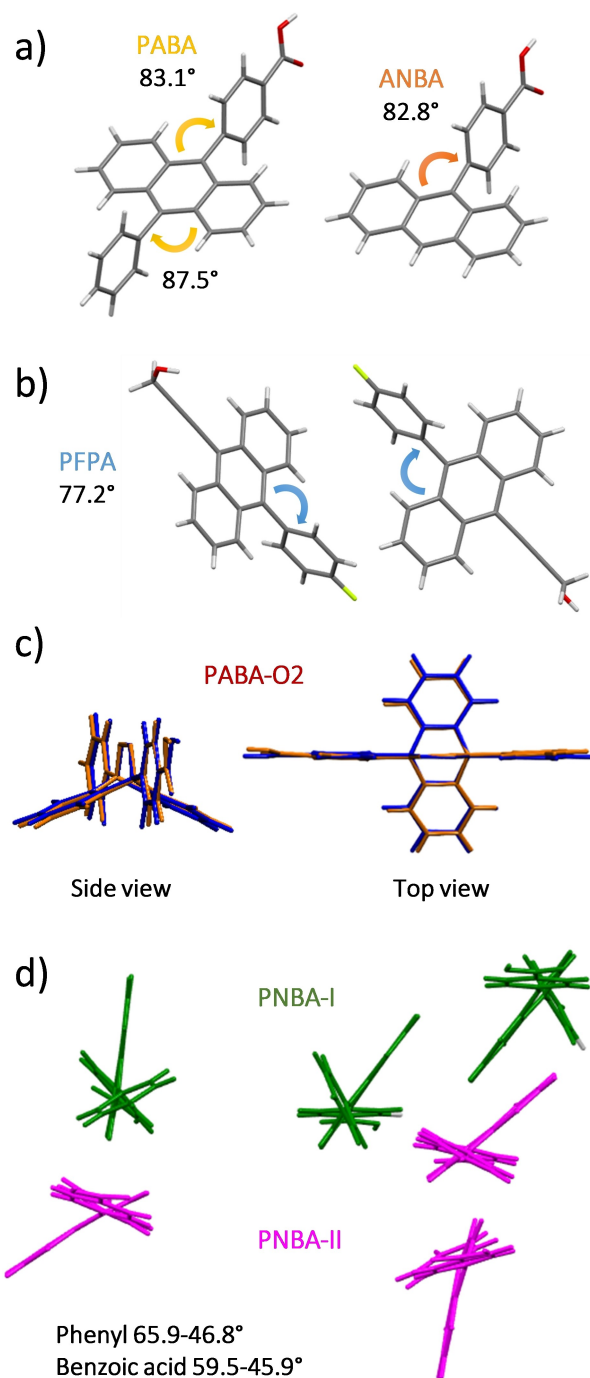 a)
PABA
83.1°
ANBA
82.8°
87.5°
b)
PFPA
77.2°
c)
PABA-O2
Side view
Top view
d)
PNBA-I
PNBA-II
Phenyl 65.9-46.8°
Benzoic acid 59.5-45.9°